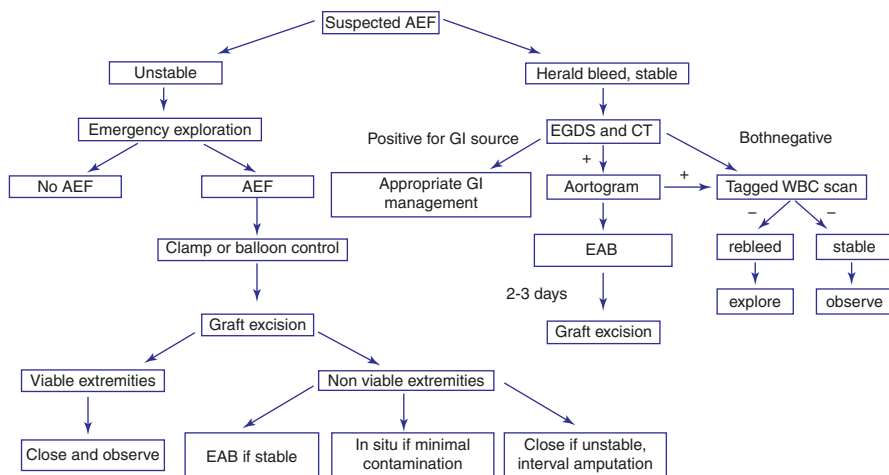 Suspected AEF
Unstable
Herald bleed, stable
Emergency exploration
Positive for GI source
EGDS and CT
Bothnegative
+
No AEF
AEF
Appropriate GI
management
Aortogram
+
Tagged WBC scan
–
–
Clamp or balloon control
EAB
rebleed
stable
2-3 days
explore
observe
Graft excision
Graft excision
Viable extremities
Non viable extremities
Close and observe
EAB if stable
In situ if minimal
contamination
Close if unstable,
interval amputation